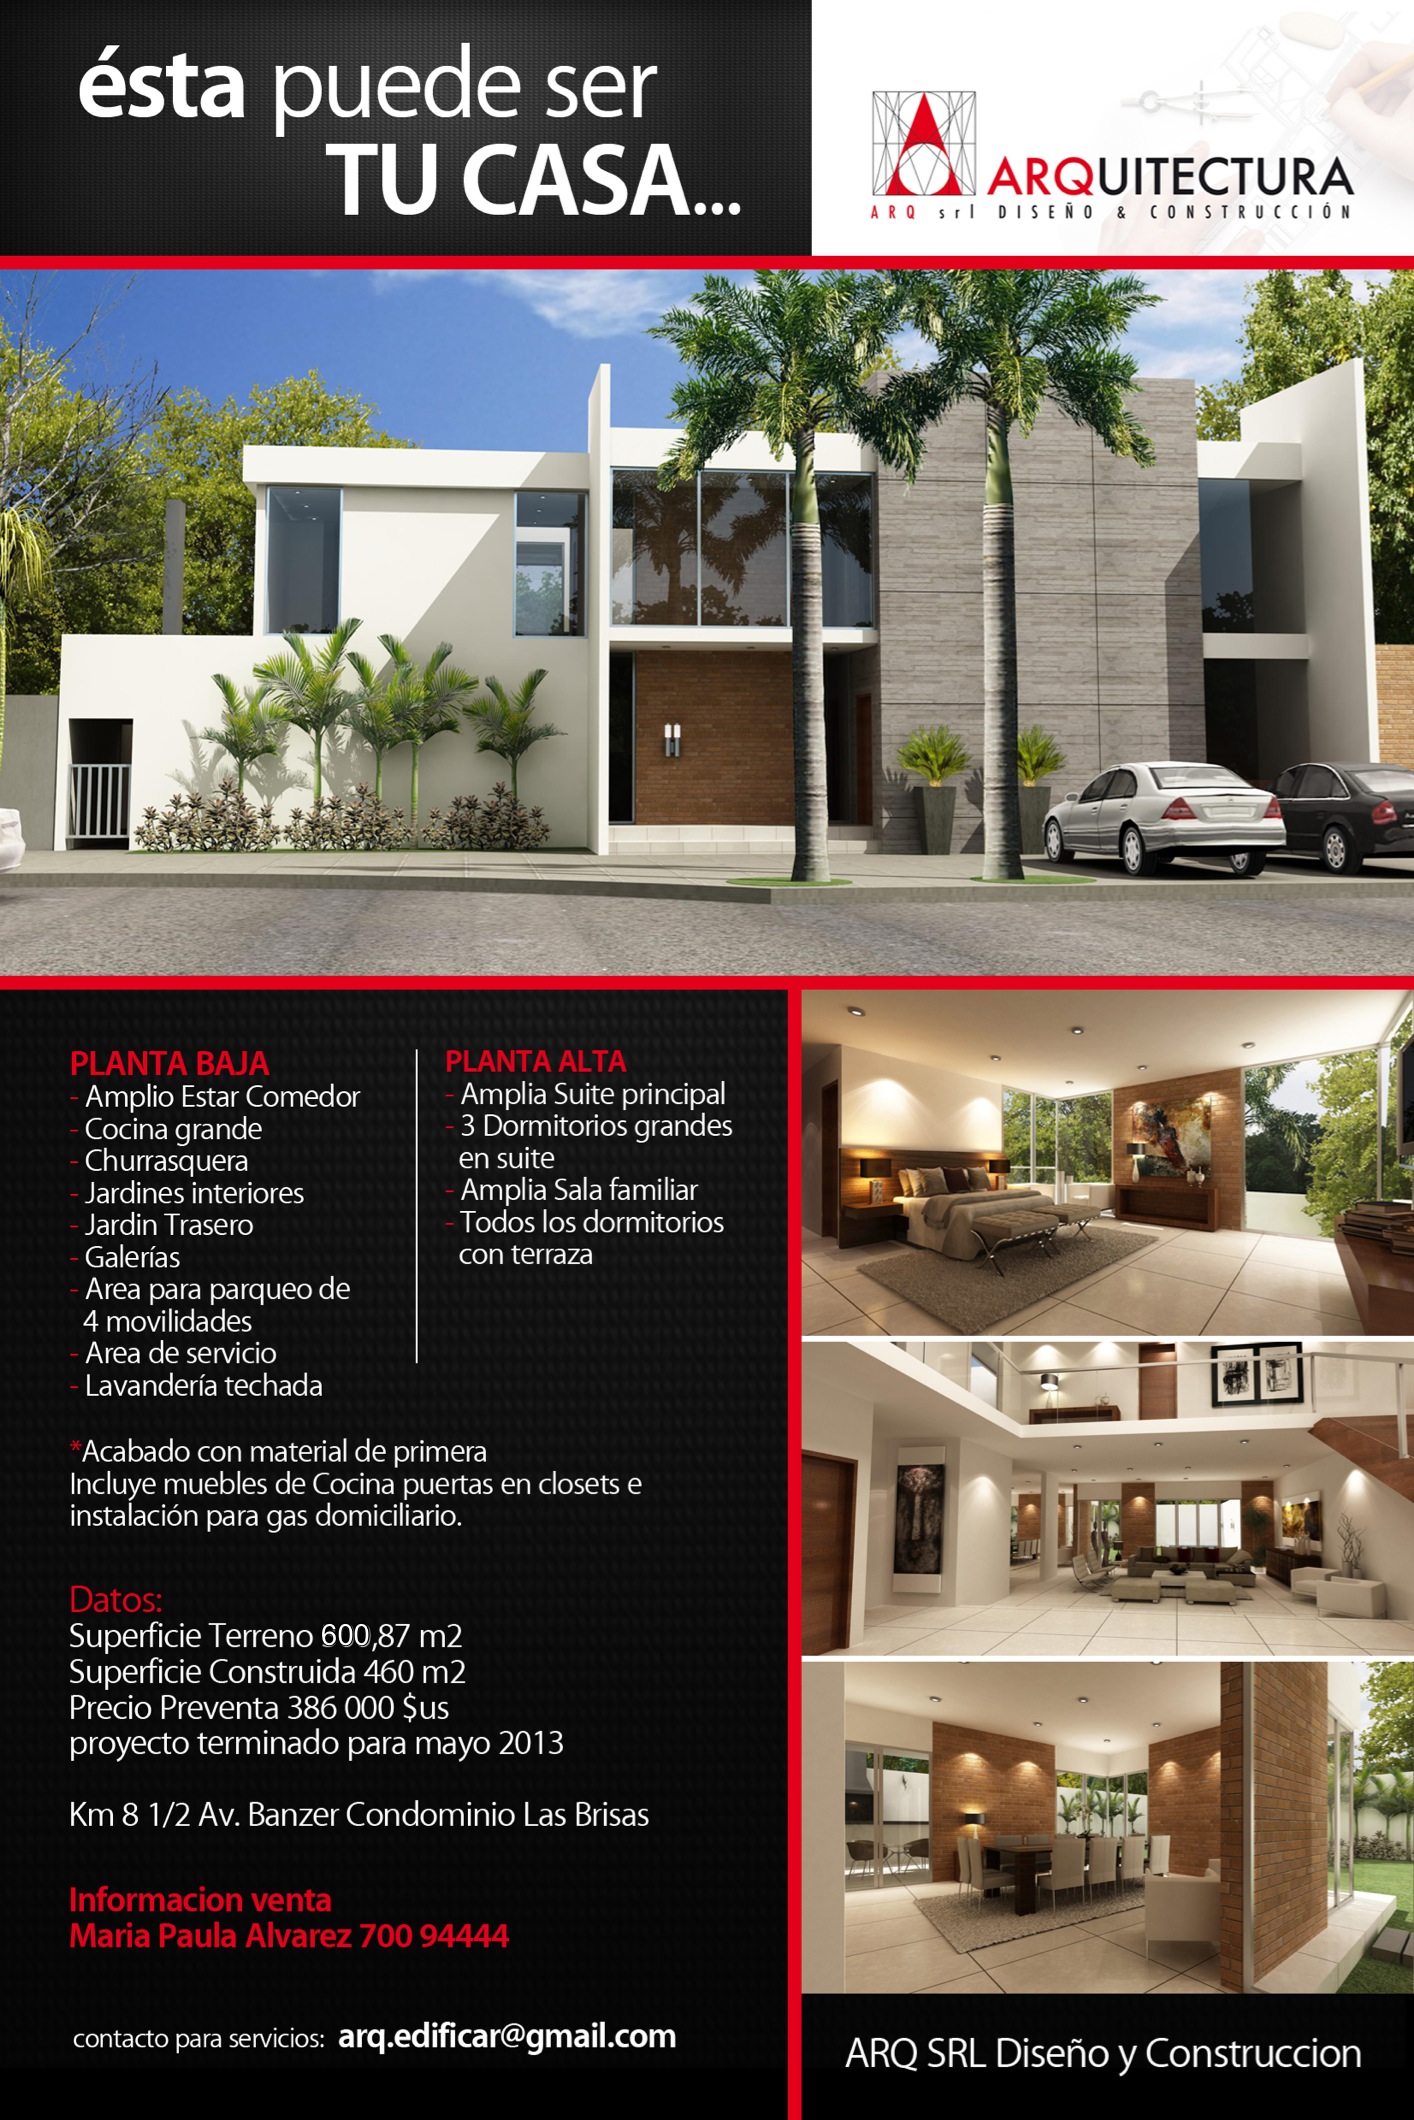 ésta puede ser
TU CASA...
ARQUITECTURA
ARQ srl DISEÑO & CONSTRUCCIÓN
PLANTA BAJA
- Amplio Estar Comedor
- Cocina grande
- Churrasquera
- Jardines interiores
- Jardin Trasero
- Galerías
- Area para parqueo de
4 movilidades
- Area de servicio
- Lavandería techada
PLANTA ALTA
- Amplia Suite principal
- 3 Dormitorios grandes
en suite
- Amplia Sala familiar
- Todos los dormitorios
con terraza
*Acabado con material de primera
Incluye muebles de Cocina puertas en closets e
instalación para gas domiciliario.
Datos:
Superficie Terreno 600,87 m2
Superficie Construida 460 m2
Precio Preventa 386 000 $us
proyecto terminado para mayo 2013
Km 8 1/2 Av. Banzer Condominio Las Brisas
Informacion venta
Maria Paula Alvarez 700 94444
contacto para servicios: arq.edificar@gmail.com
ARQ SRL Diseño y Construccion